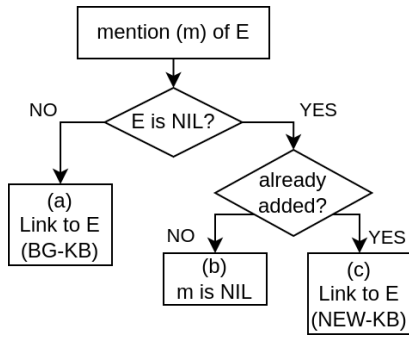 mention (m) of E
NO
E is NIL?
YES
(a)
Link to E
(BG-KB)
already
added?
NO
YES
(b)
m is NIL
(c)
Link to E
(NEW-KB)